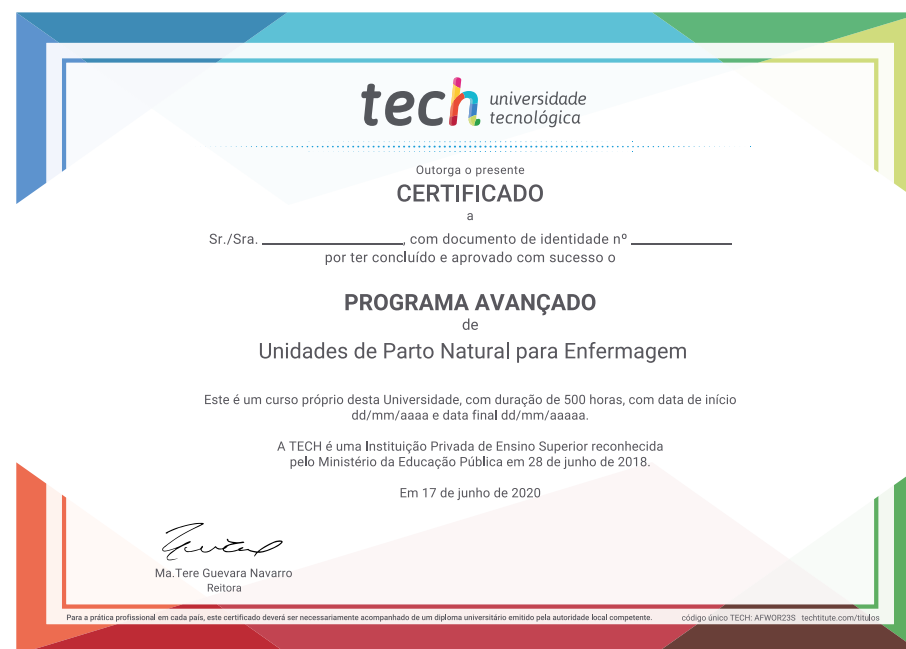 tech universidade
tecnológica
Outorga o presente
CERTIFICADO
a
Sr./Sra. , com documento de identidade nº
por ter concluído e aprovado com sucesso o
PROGRAMA AVANÇADO
de
Unidades de Parto Natural para Enfermagem
Este é um curso próprio desta Universidade, com duração de 500 horas, com data de início
dd/mm/aaaa e data final dd/mm/aaaaa.
A TECH é uma Instituição Privada de Ensino Superior reconhecida
pelo Ministério da Educação Pública em 28 de junho de 2018.
Em 17 de junho de 2020
Ma.Tere Guevara Navarro
Reitora
Para a prática profissional em cada país, este certificado deverá ser necessariamente acompanhado de um diploma universitário emitido pela autoridade local competente. código único TECH: AFWOR23S techtitute.com/titulos